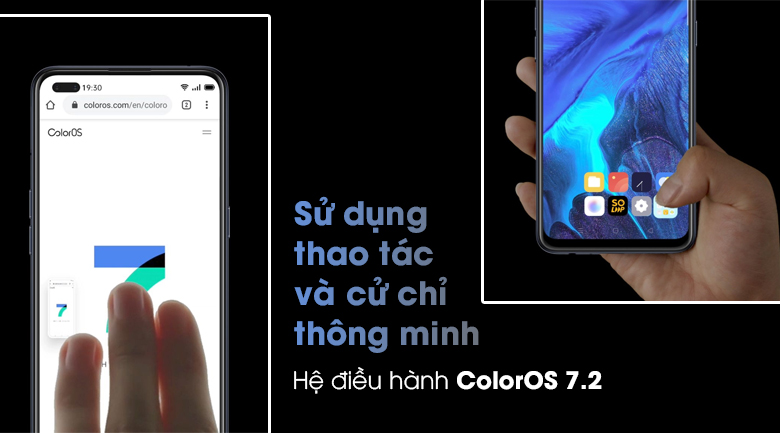 19:30
coloros.com/en/coloro
2
ColorOS
7
7
Sử dụng
thao tác
và cử chỉ
thông minh
Hệ điều hành ColorOS 7.2
SO
LOOP